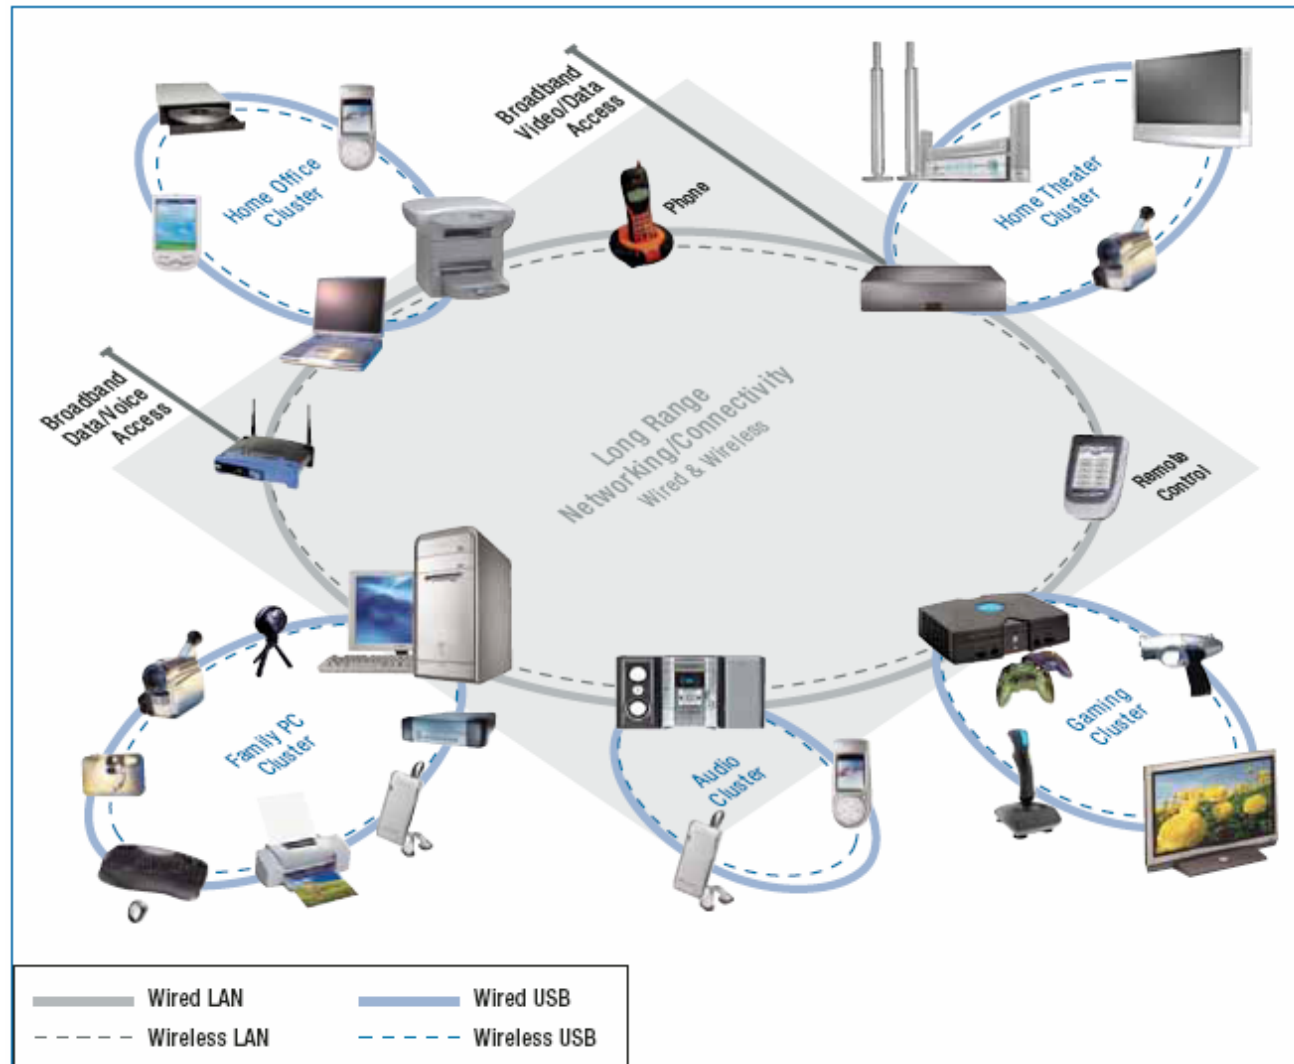 Broadband
Video/Data
Access
Home Office
Cluster
Phone
Home Theater
Cluster
Broadband
Data/Voice
Access
Long Range
Networking/Connectivity
Wired & Wireless
Remote
Control
Family PC
Cluster
Audio
Cluster
Gaming
Cluster
Wired LAN
Wired USB
Wireless LAN
Wireless USB